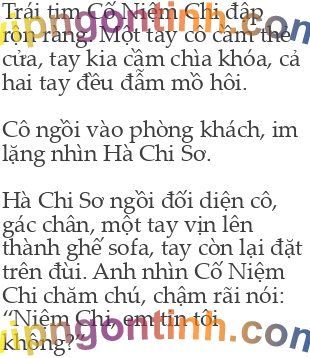 Trái tim Cố Niệm Chi đập
rộn ràng. Một tay cô cầm thẻ
cửa, tay kia cầm chìa khóa, cả
hai tay đều đẫm mồ hôi.

Cô ngồi vào phòng khách, im
lặng nhìn Hà Chi Sơ.

Hà Chi Sơ ngồi đối diện cô,
gác chân, một tay vịn lên
thành ghế sofa, tay còn lại đặt
trên đùi. Anh nhìn Cố Niệm
Chi chăm chú, chậm rãi nói:
“Niệm Chi, em tin tôi
không?”
vipngontinh.com
vipngontinh.com